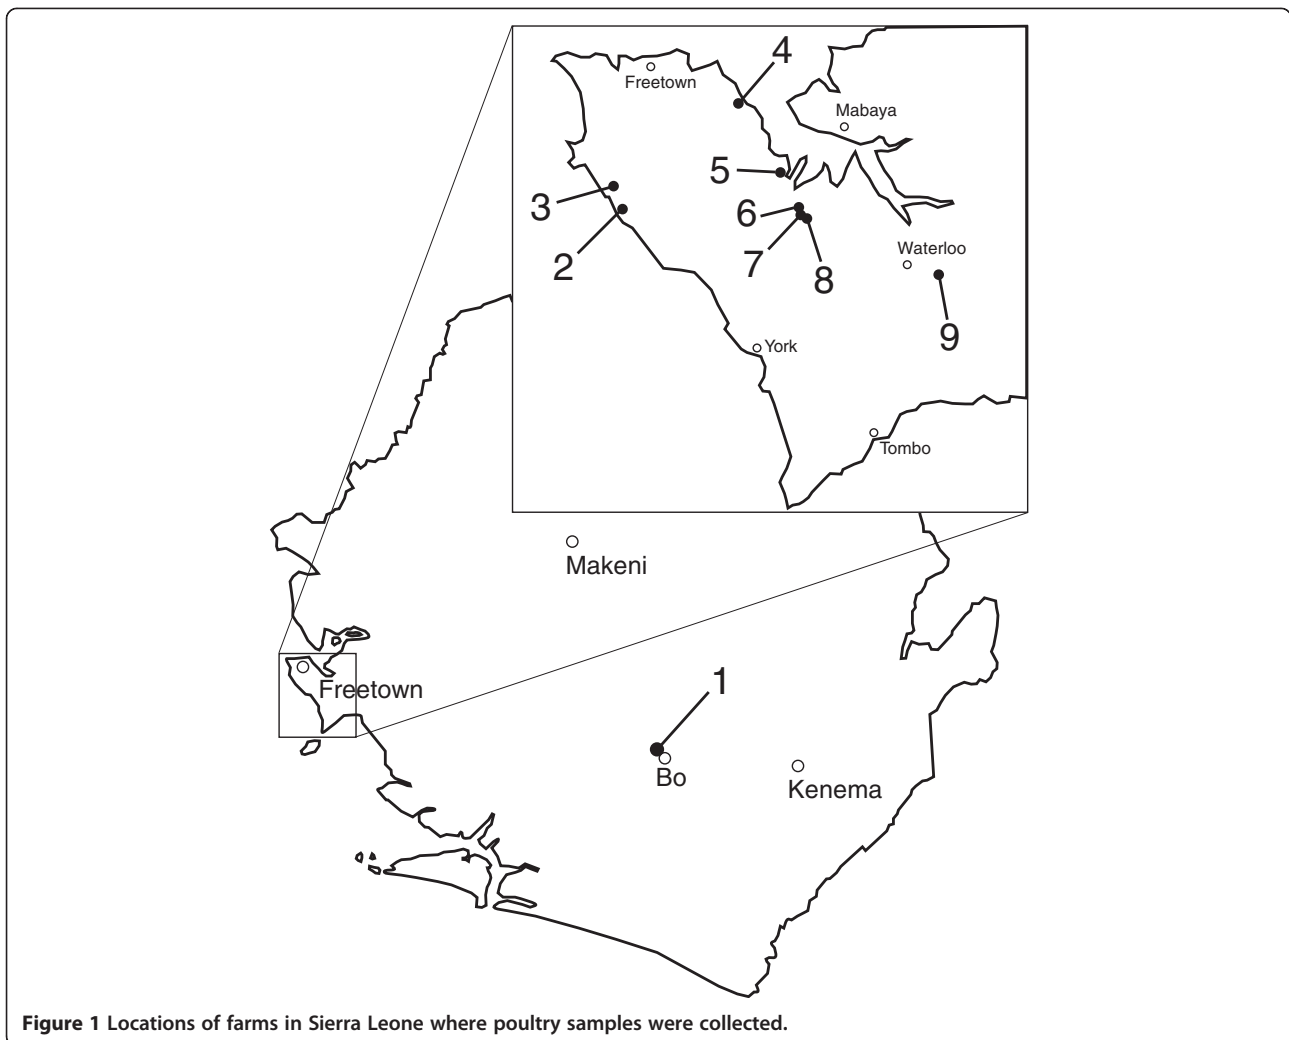 4
Freetown
Mabaya
5
3
6
2
7
8
Waterloo
9
York
Tombo
Makeni
Freetown
1
Bo
Kenema
Figure 1 Locations of farms in Sierra Leone where poultry samples were collected.